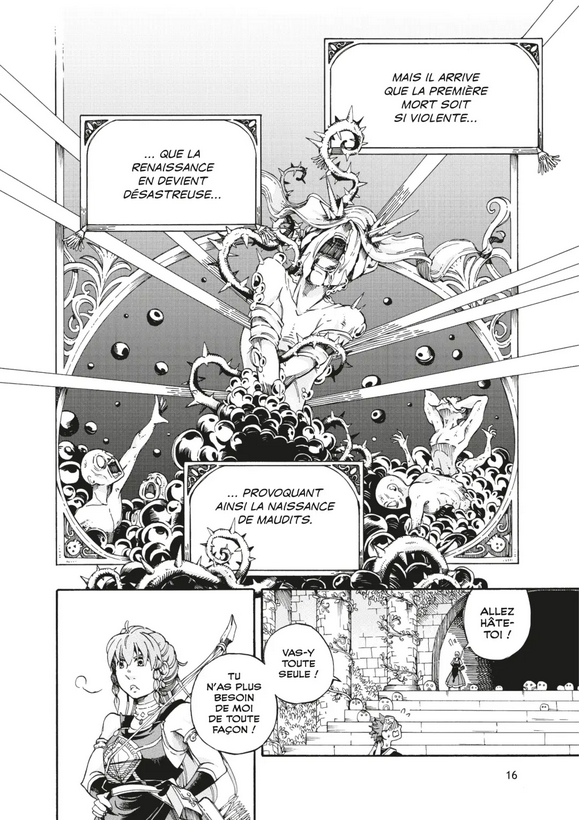 MAIS IL ARRIVE
QUE LA PREMIÈRE
MORT SOIT
SI VIOLENTE...
... QUE LA
RENAISSANCE
EN DEVIENT
DÉSASTREUSE...
... PROVOQUANT
AINSI LA NAISSANCE
DE MAUDITS.
ALLEZ
HÂTE-
TOI !
VAS-Y
TOUTE
SEULE !
TU
N'AS PLUS
BESOIN
DE MOI
DE TOUTE
FAÇON !
16